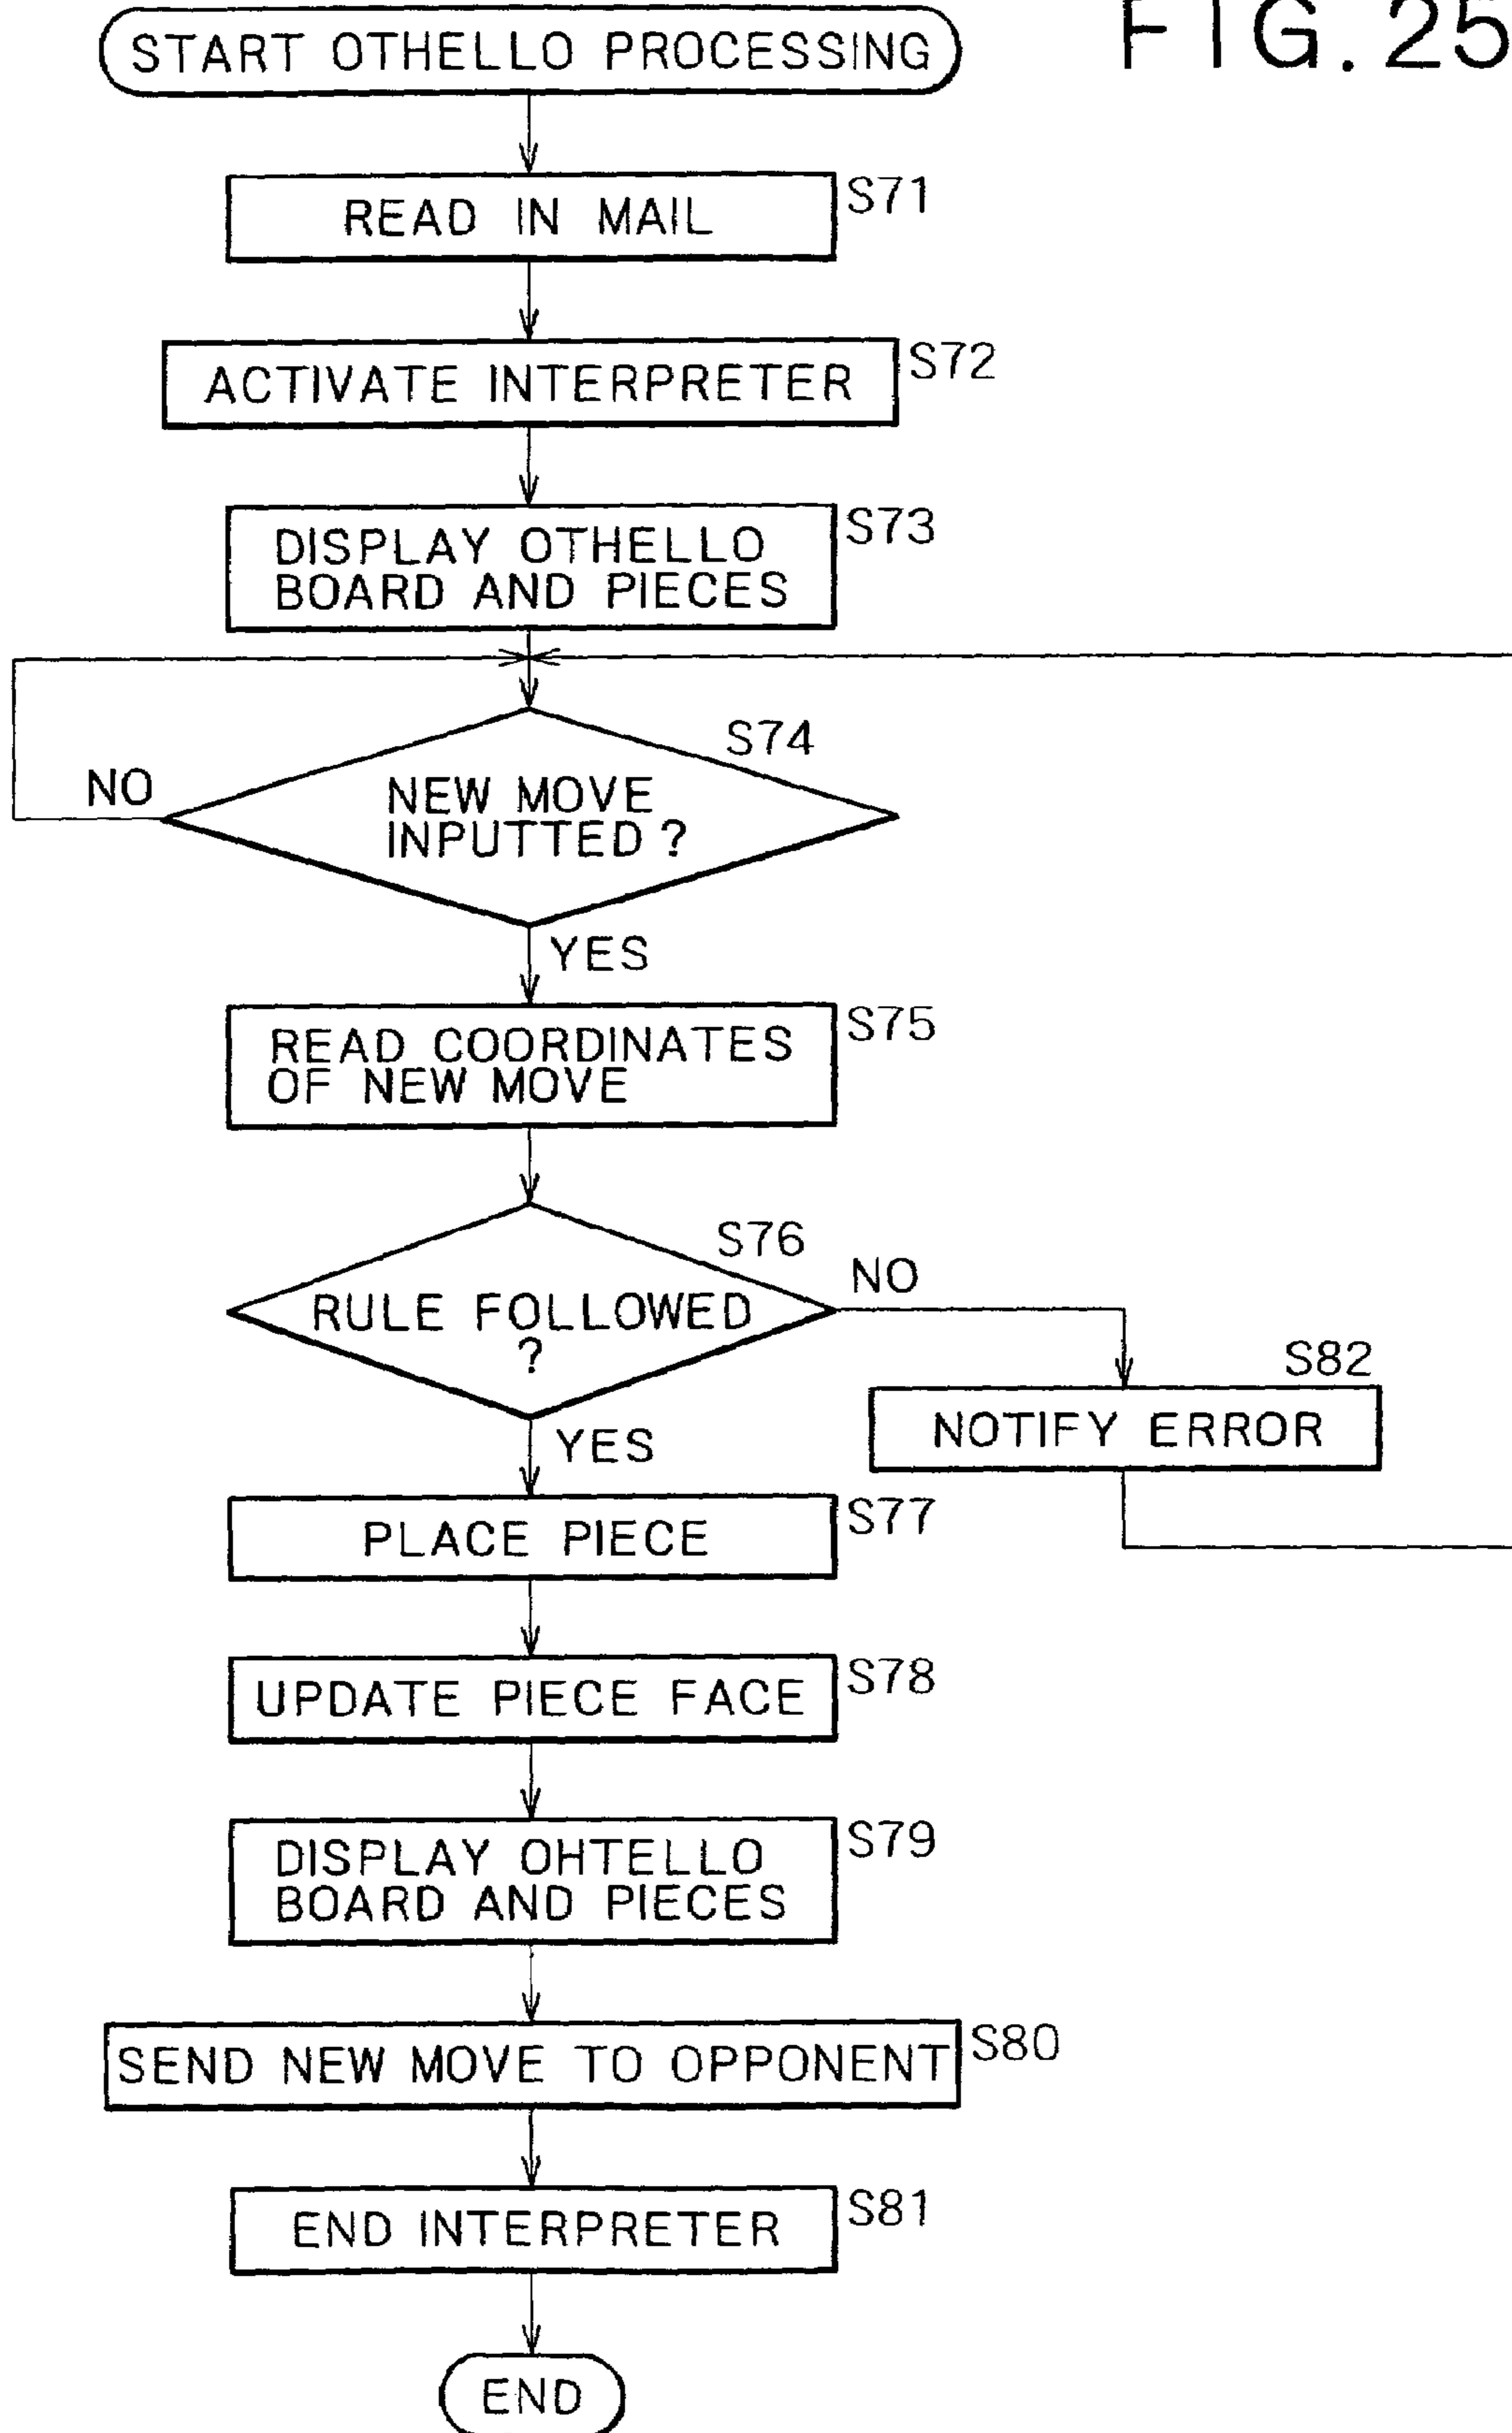 FIG. 25
START OTHELLO PROCESSING
READ IN MAIL
S71
ACTIVATE INTERPRETER
S72
DISPLAY OTHELLO
BOARD AND PIECES
S73
S74
NO
NEW MOVE
INPUTTED ?
YES
READ COORDINATES
OF NEW MOVE
S75
S76
NO
RULE FOLLOWED
?
S82
NOTIFY ERROR
YES
PLACE PIECE
S77
UPDATE PIECE FACE
S78
DISPLAY OHTELLO
BOARD AND PIECES
S79
SEND NEW MOVE TO OPPONENT
S80
END INTERPRETER
S81
END